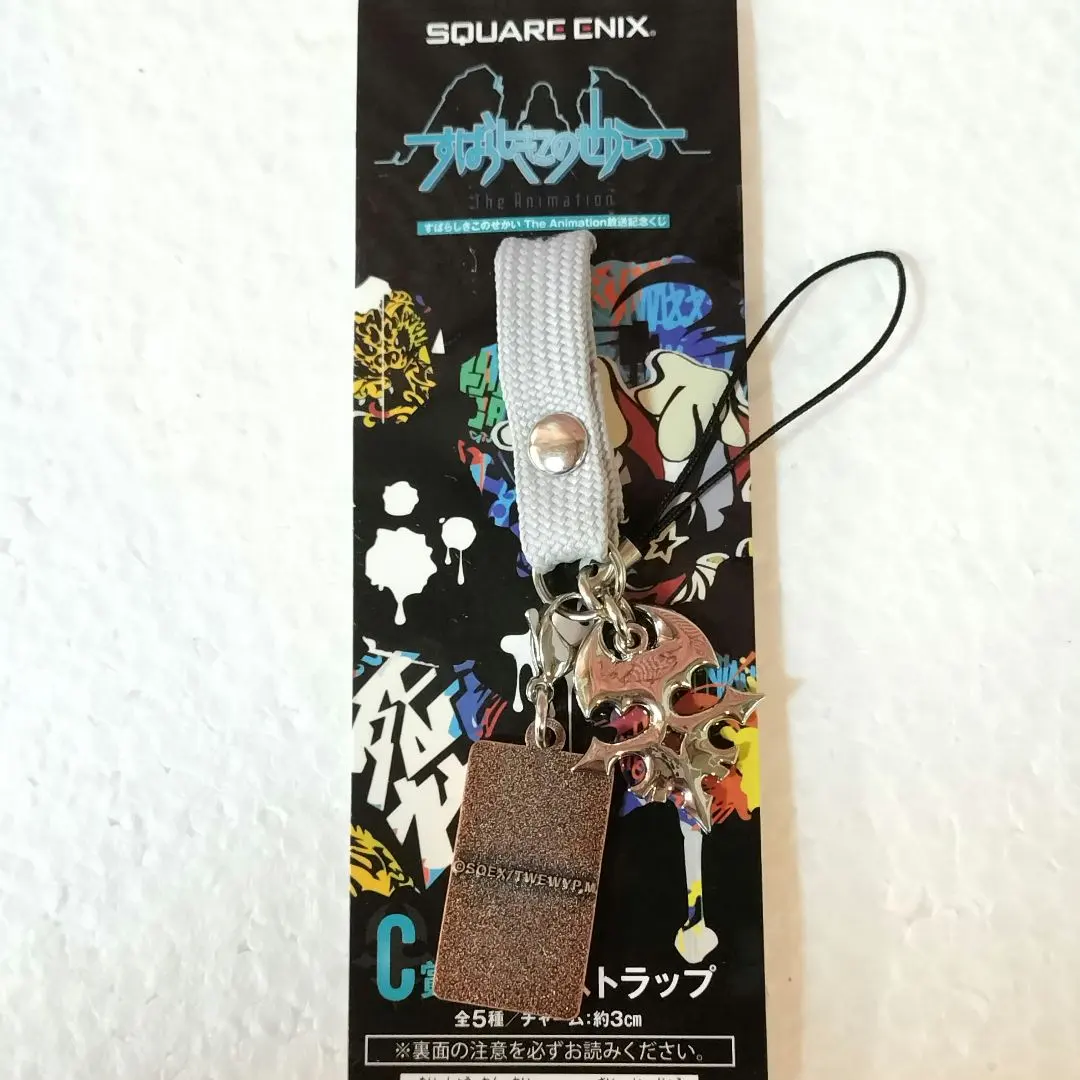 SQUARE ENIX®
すばらしきこのせかい
The Animation
すばらしきこのせかい The Animation放送記念くじ
©SQEX/TWEWYP,M
C賞 ストラップ
全5種/チャーム:約3cm
※裏面の注意を必ずお読みください。